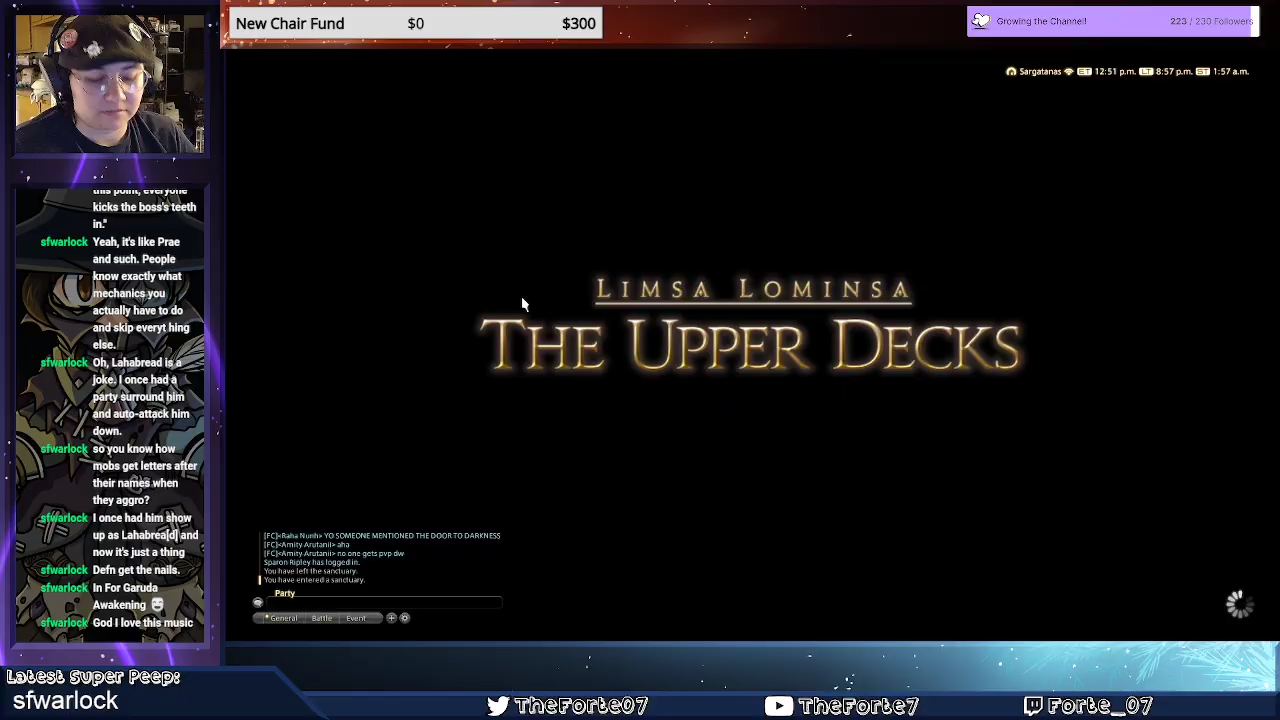 New Chair Fund $0 $300
Growing the Channel! 223 / 230 Followers
Sargatanas ET 12:51 p.m. LT 8:57 p.m. ST 1:57 a.m.
this point, everyone
kicks the boss's teeth
in."
sfwarlock Yeah, it's like Prae
and such. People
know exactly what
mechanics you
actually have to do
and skip everyt hing
else.
sfwarlock Oh, Lahabread is a
joke. I once had a
party surround him
and auto-attack him
down.
sfwarlock so you know how
mobs get letters after
their names when
they aggro?
sfwarlock I once had him show
up as Lahabrea[d] and
now it's just a thing
sfwarlock Defn get the nails.
sfwarlock In For Garuda
Awakening
sfwarlock God I love this music
LIMSA LOMINSA
THE UPPER DECKS
[FC]<Raha Numh> YO SOMEONE MENTIONED THE DOOR TO DARKNESS
[FC]<Amity Arutanii> aha
[FC]<Amity Arutanii> no one gets pvp dw
Sparon Ripley has logged in.
You have left the sanctuary.
You have entered a sanctuary.
Party
General Battle Event
Latest Super Peep:
sfwarlock
TheForte07 TheForte7 Forte_07